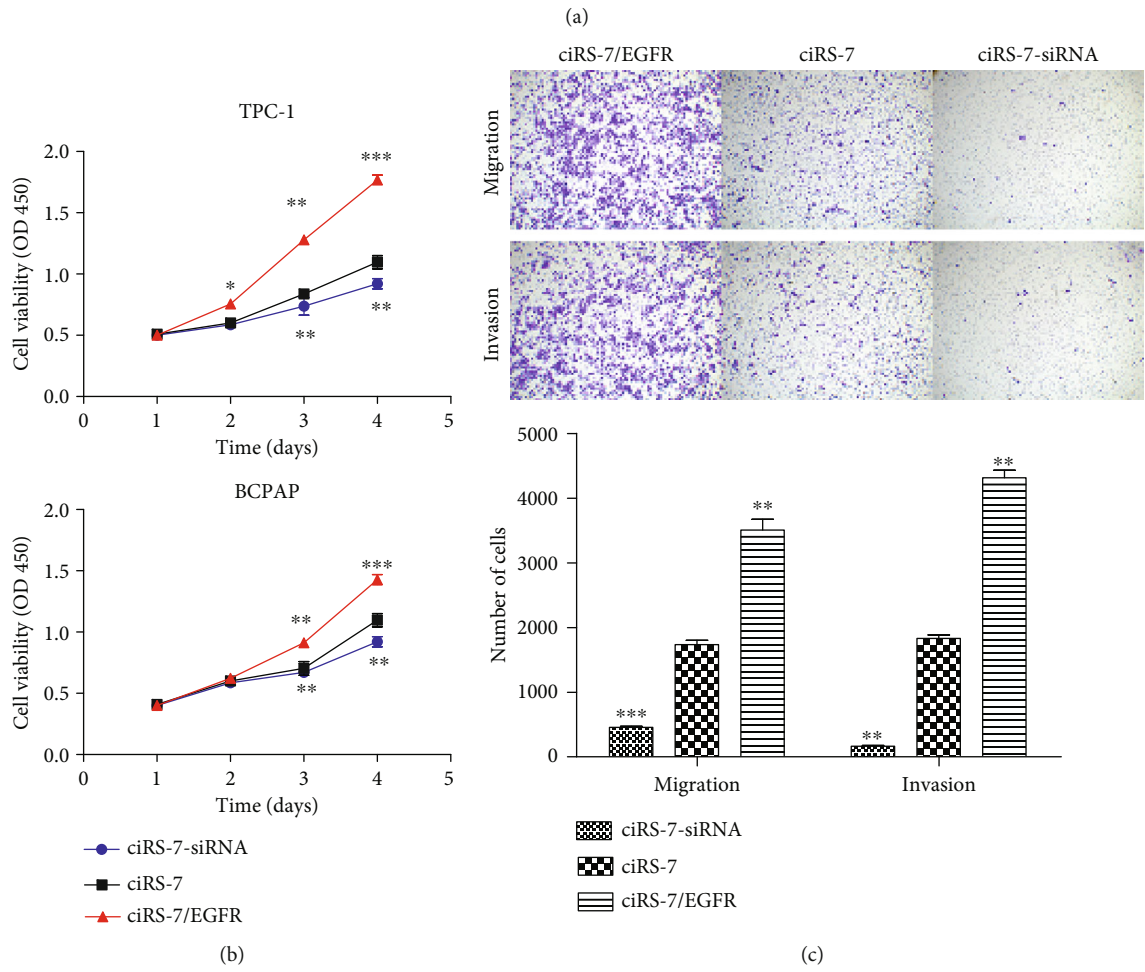 (a)
TPC-1
Cell viability (OD 450)
2.0
1.5
1.0
0.5
0.0
***
**
*
**
**
0
1
2
3
4
5
Time (days)
BCPAP
Cell viability (OD 450)
2.0
1.5
1.0
0.5
0.0
***
**
**
**
0
1
2
3
4
5
Time (days)
ciRS-7-siRNA
ciRS-7
ciRS-7/EGFR
(b)
ciRS-7/EGFR
ciRS-7
ciRS-7-siRNA
Migration
Invasion
Number of cells
5000
4000
3000
2000
1000
0
***
**
**
**
Migration
Invasion
ciRS-7-siRNA
ciRS-7
ciRS-7/EGFR
(c)